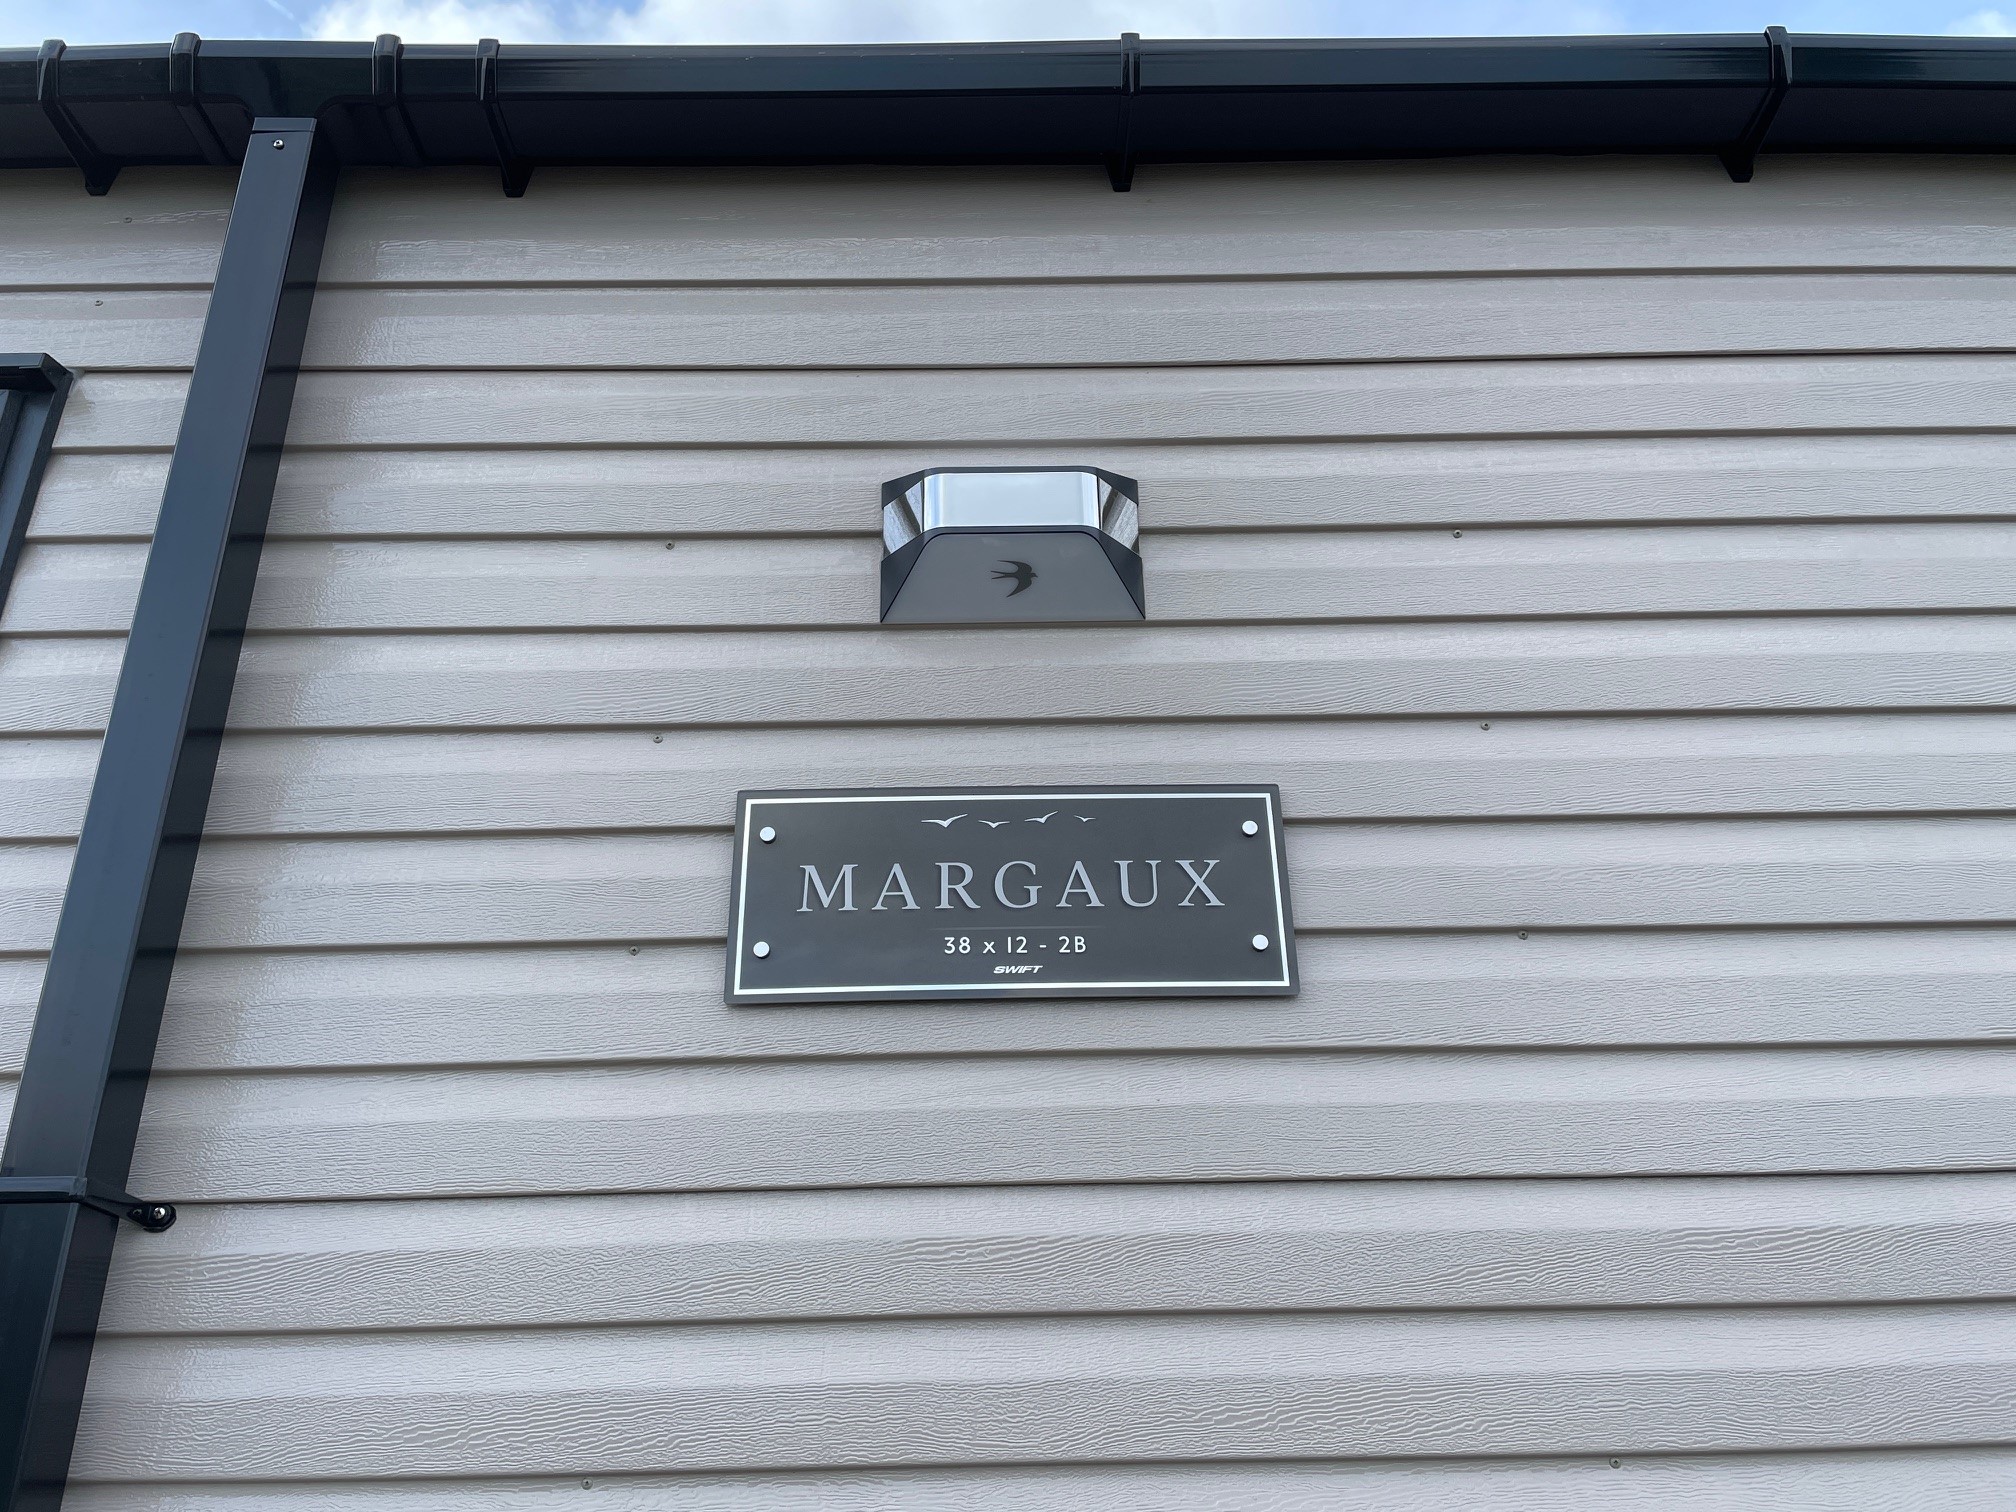 MARGAUX
38 x 12 - 2B
SWIFT